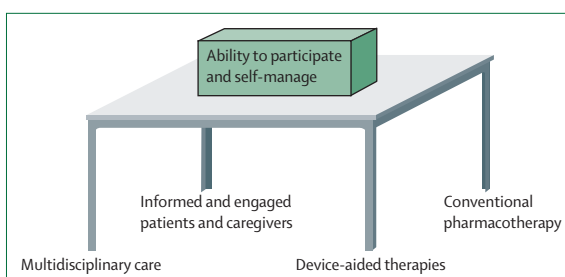 Ability to participate
and self-manage
Informed and engaged
patients and caregivers
Conventional
pharmacotherapy
Multidisciplinary care
Device-aided therapies